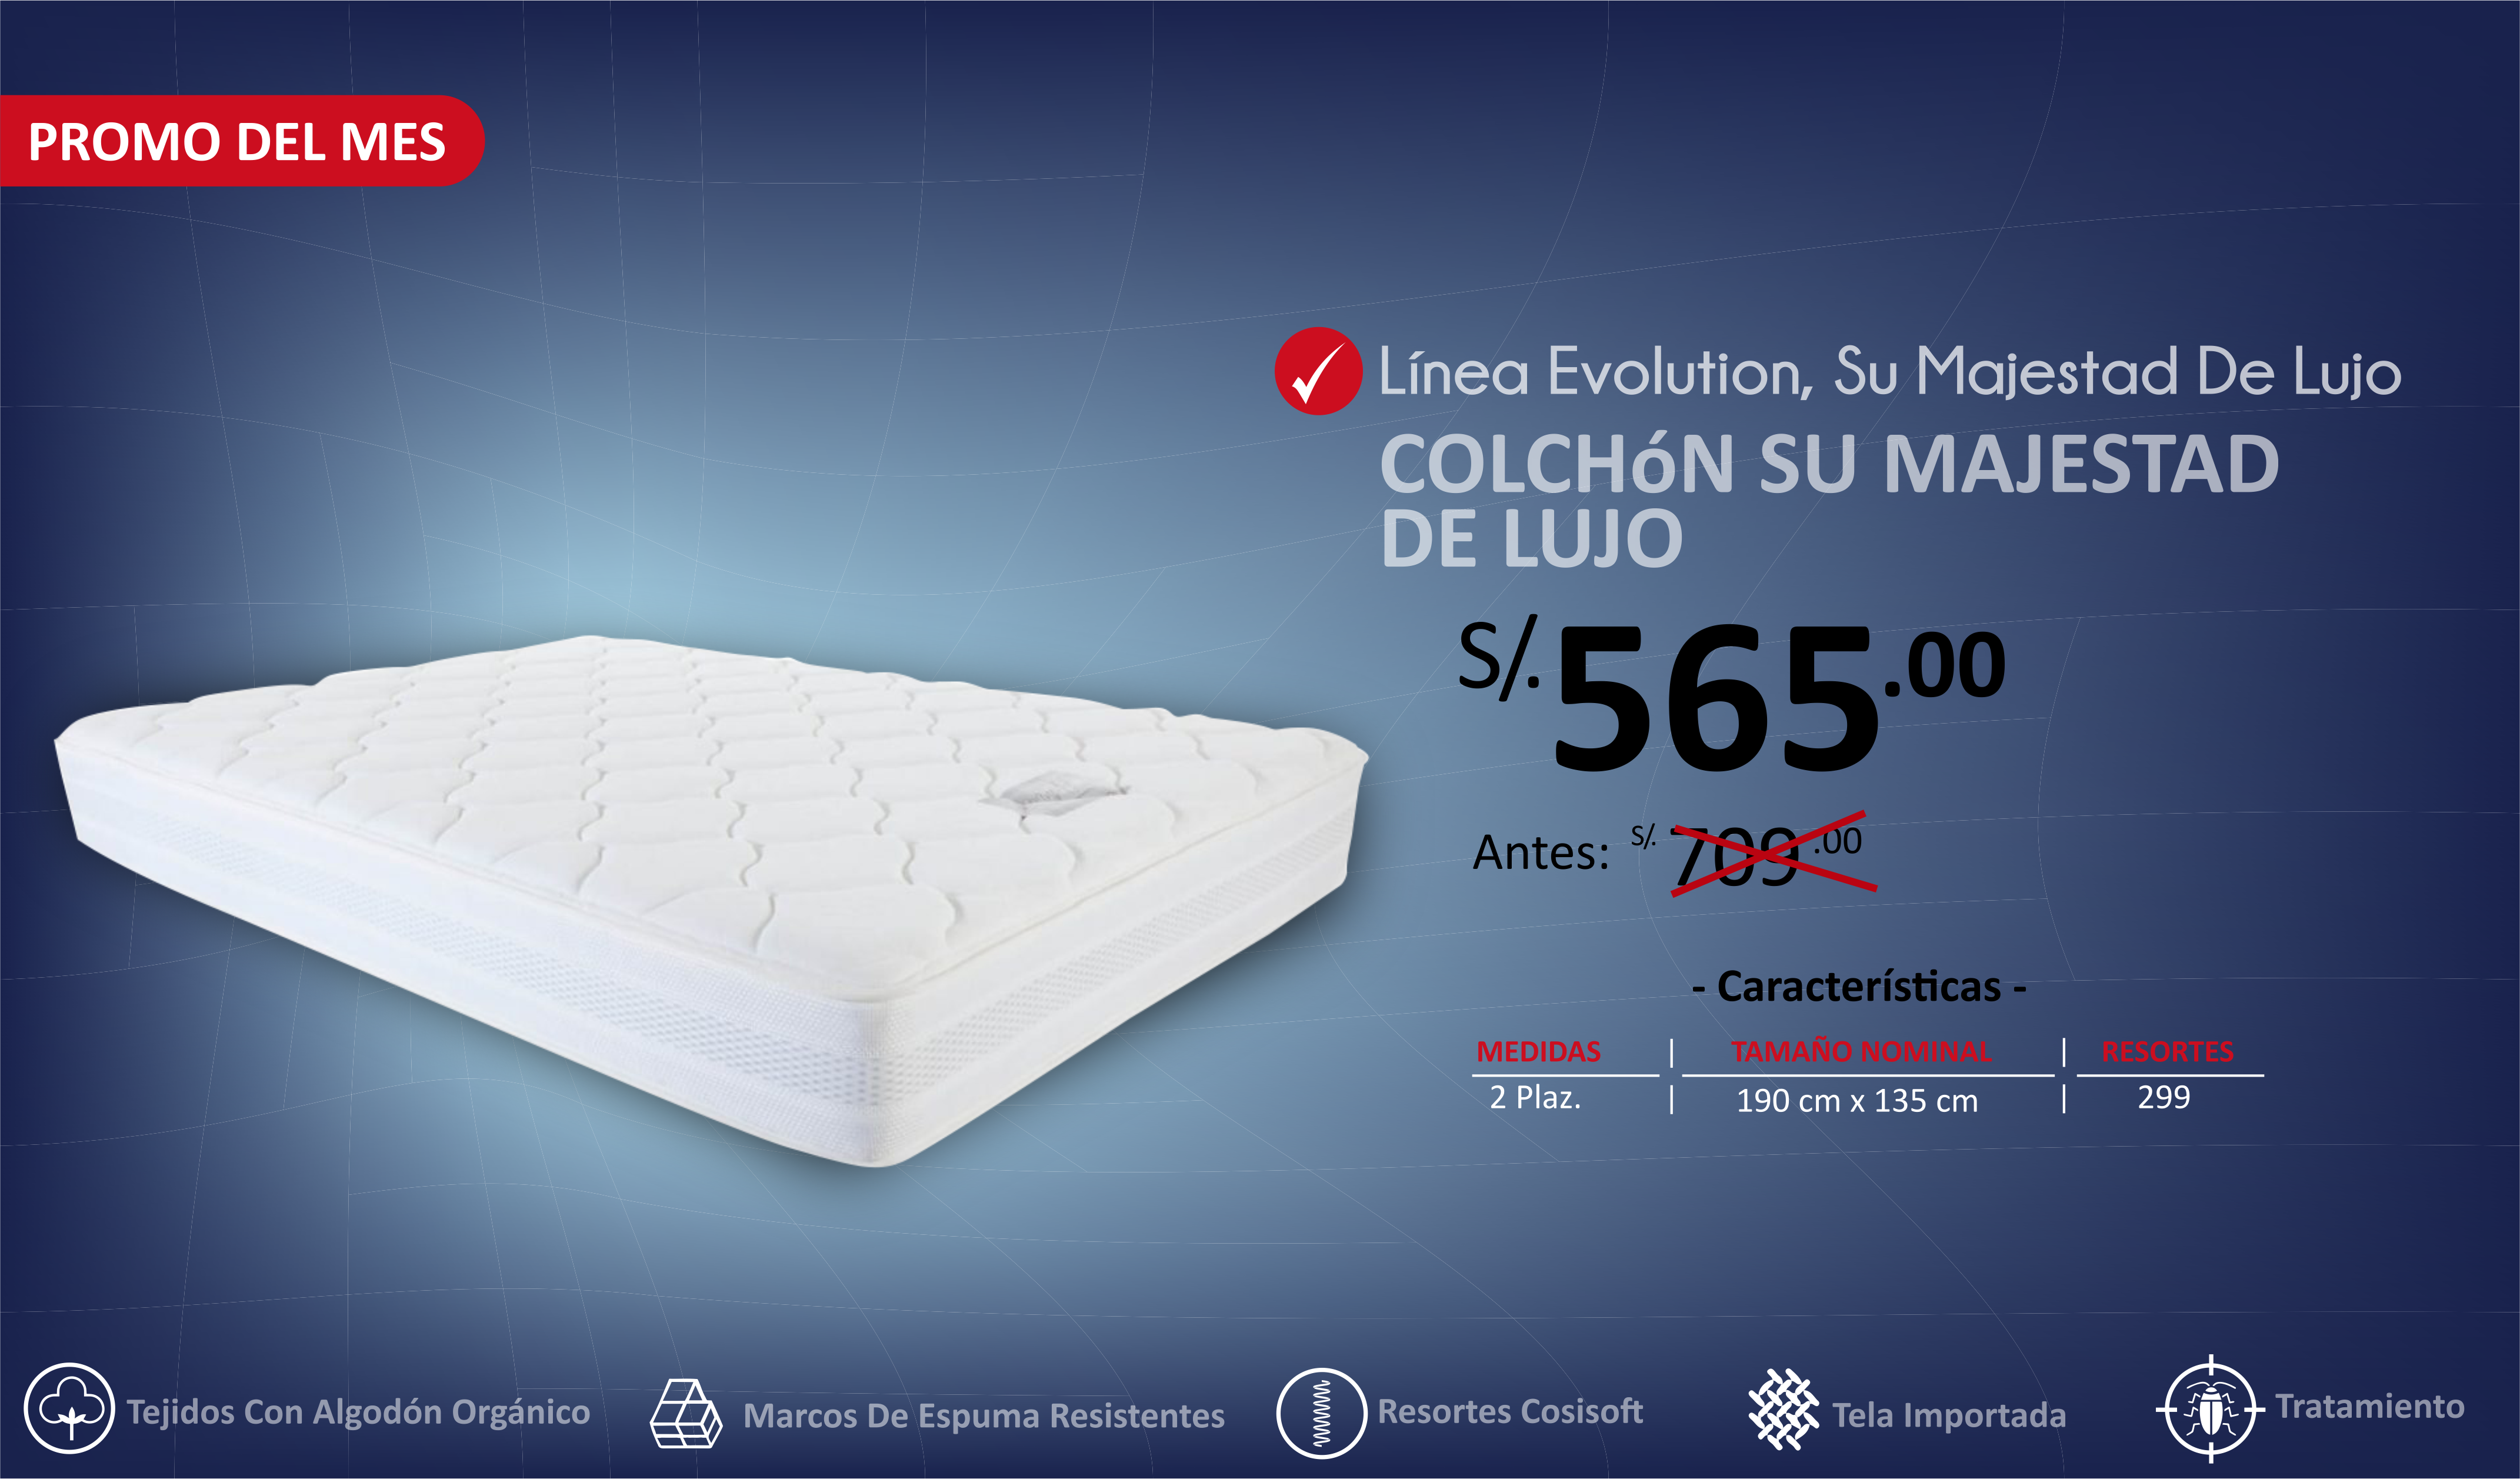 PROMO DEL MES
Línea Evolution, Su Majestad De Lujo
COLCHóN SU MAJESTAD
DE LUJO
S/.565.00
Antes: S/. 709.00
- Características -
MEDIDAS | TAMAÑO NOMINAL | RESORTES
2 Plaz. | 190 cm x 135 cm | 299
Tejidos Con Algodón Orgánico
Marcos De Espuma Resistentes
Resortes Cosisoft
Tela Importada
Tratamiento